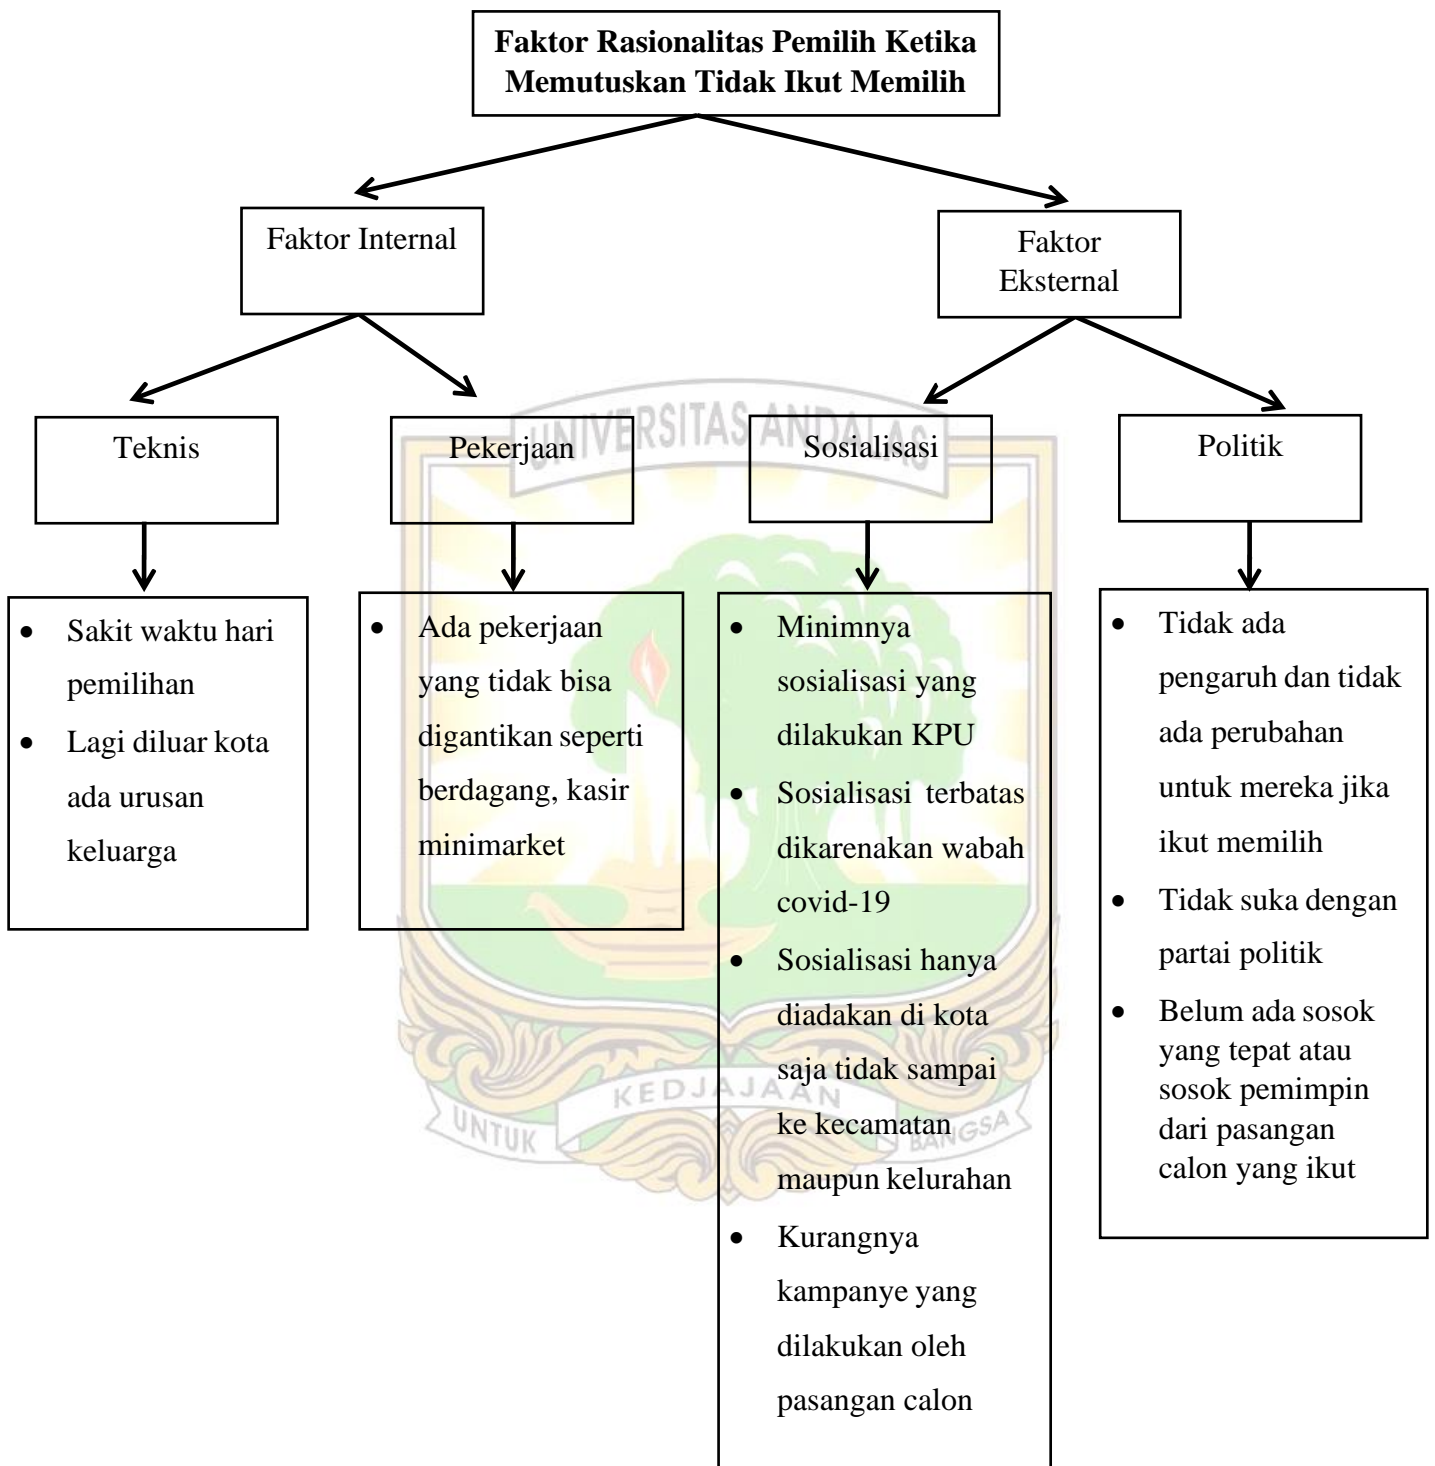 Faktor Rasionalitas Pemilih Ketika
Memutuskan Tidak Ikut Memilih
Faktor Internal
Faktor
Eksternal
Teknis
Pekerjaan
Sosialisasi
Politik
• Sakit waktu hari
pemilihan
• Lagi diluar kota
ada urusan
keluarga
• Ada pekerjaan
yang tidak bisa
digantikan seperti
berdagang, kasir
minimarket
• Minimnya
sosialisasi yang
dilakukan KPU
• Sosialisasi terbatas
dikarenakan wabah
covid-19
• Sosialisasi hanya
diadakan di kota
saja tidak sampai
ke kecamatan
maupun kelurahan
• Kurangnya
kampanye yang
dilakukan oleh
pasangan calon
• Tidak ada
pengaruh dan tidak
ada perubahan
untuk mereka jika
ikut memilih
• Tidak suka dengan
partai politik
• Belum ada sosok
yang tepat atau
sosok pemimpin
dari pasangan
calon yang ikut
UNIVERSITAS ANDALAS
UNTUK KEDJAJAAN BANGSA